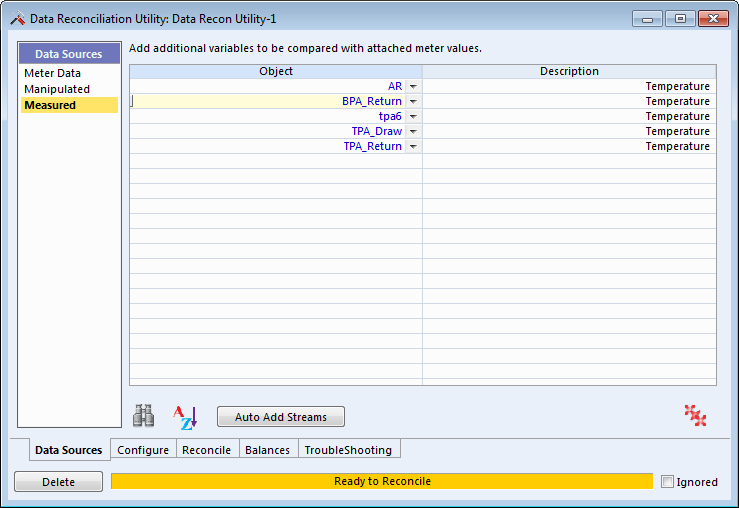 Data Reconciliation Utility: Data Recon Utility-1
Data Sources
Meter Data
Manipulated
Measured
Add additional variables to be compared with attached meter values.
Object Description
AR Temperature
BPA_Return Temperature
tpa6 Temperature
TPA_Draw Temperature
TPA_Return Temperature
A Z
Auto Add Streams
Data Sources Configure Reconcile Balances TroubleShooting
Delete Ready to Reconcile Ignored